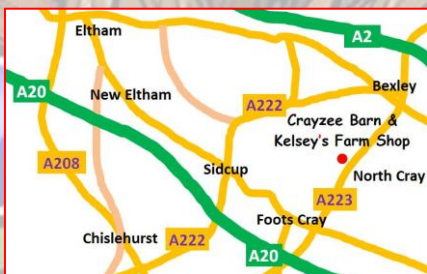 Eltham
A2
A20
New Eltham
Bexley
A222
Crayzee Barn &
Kelsey's Farm Shop
A208
Sidcup
North Cray
A223
Foots Cray
Chislehurst
A222
A20